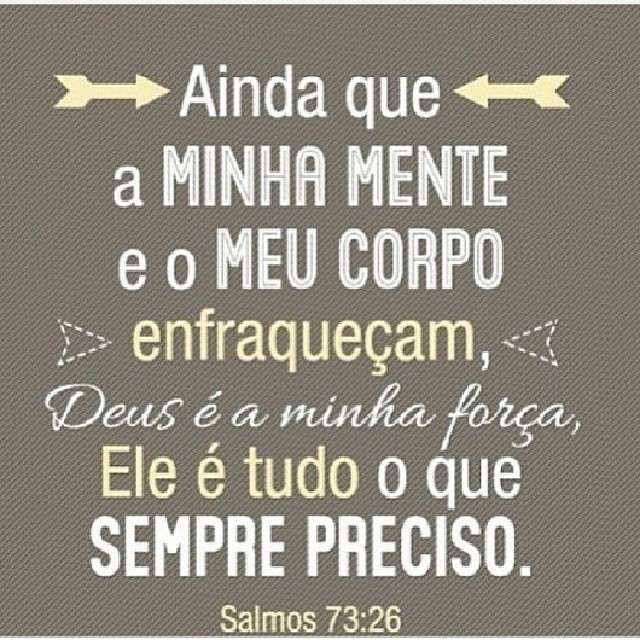 Ainda que
a MINHA MENTE
e o MEU CORPO
enfraqueçam,
Deus é a minha força,
Ele é tudo o que
SEMPRE PRECISO.
Salmos 73:26